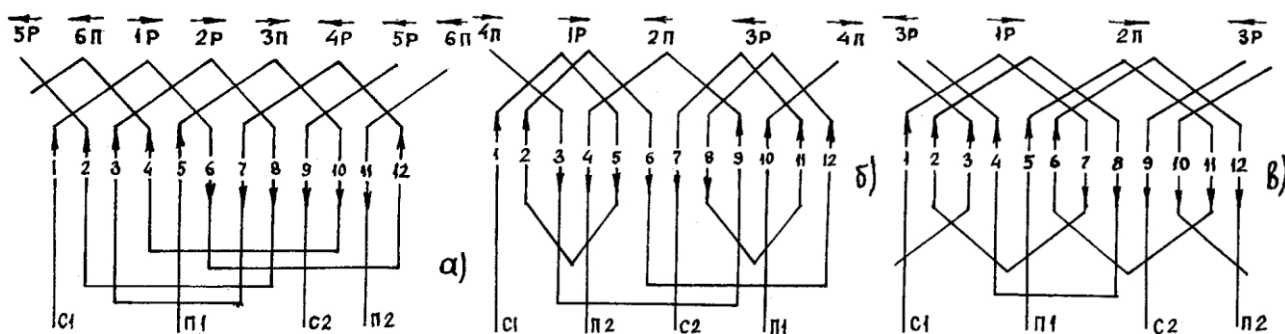 5Р 6П 1Р 2Р 3П 4Р 5Р 6П 4П 1Р 2П 3Р 4П 3Р 1Р 2П 3Р
1 2 3 4 5 6 7 8 9 10 11 12 1 2 3 4 5 6 7 8 9 10 11 12 1 2 3 4 5 6 7 8 9 10 11 12
а) б) в)
С1 П1 С2 П2 С1 П2 С2 П1 С1 П1 С2 П2